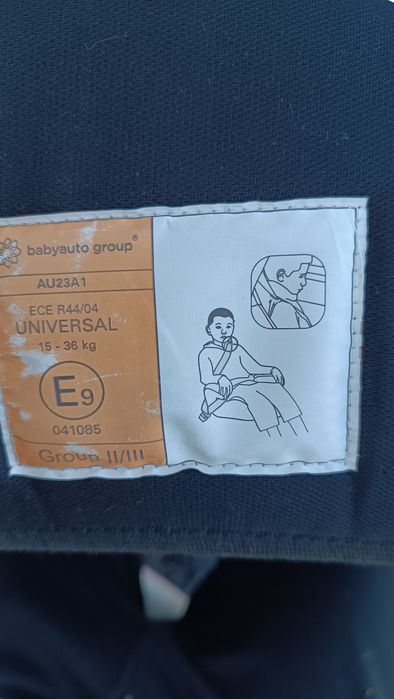 babyauto group®
AU23A1
ECE R44/04
UNIVERSAL
15 - 36 kg
E9
041085
Group II/III